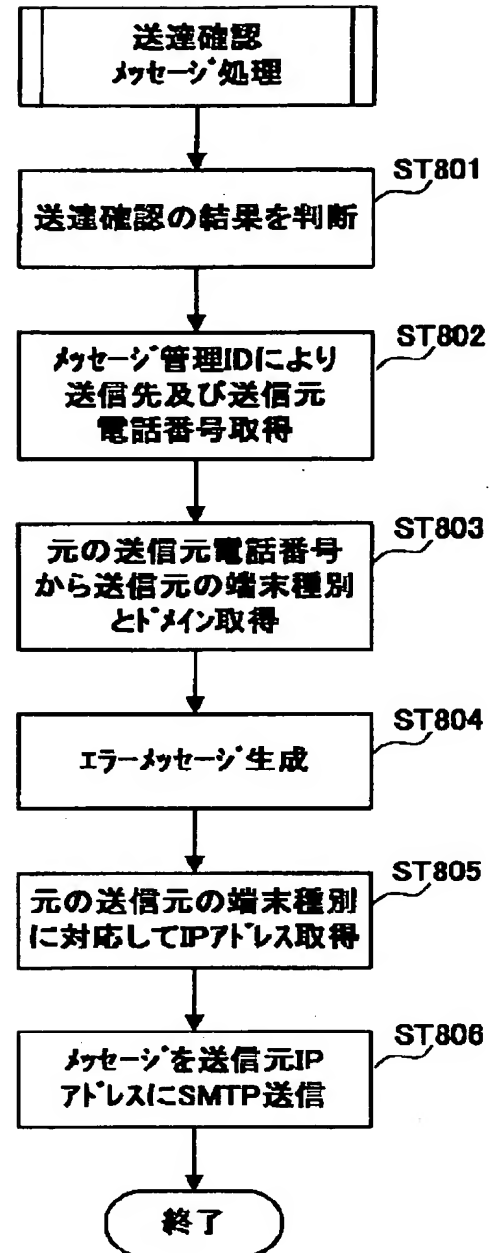 送達確認
メッセージ処理
ST801
送達確認の結果を判断
ST802
メッセージ管理IDにより
送信先及び送信元
電話番号取得
ST803
元の送信元電話番号
から送信元の端末種別
とドメイン取得
ST804
エラーメッセージ生成
ST805
元の送信元の端末種別
に対応してIPアドレス取得
ST806
メッセージを送信元IP
アドレスにSMTP送信
終了